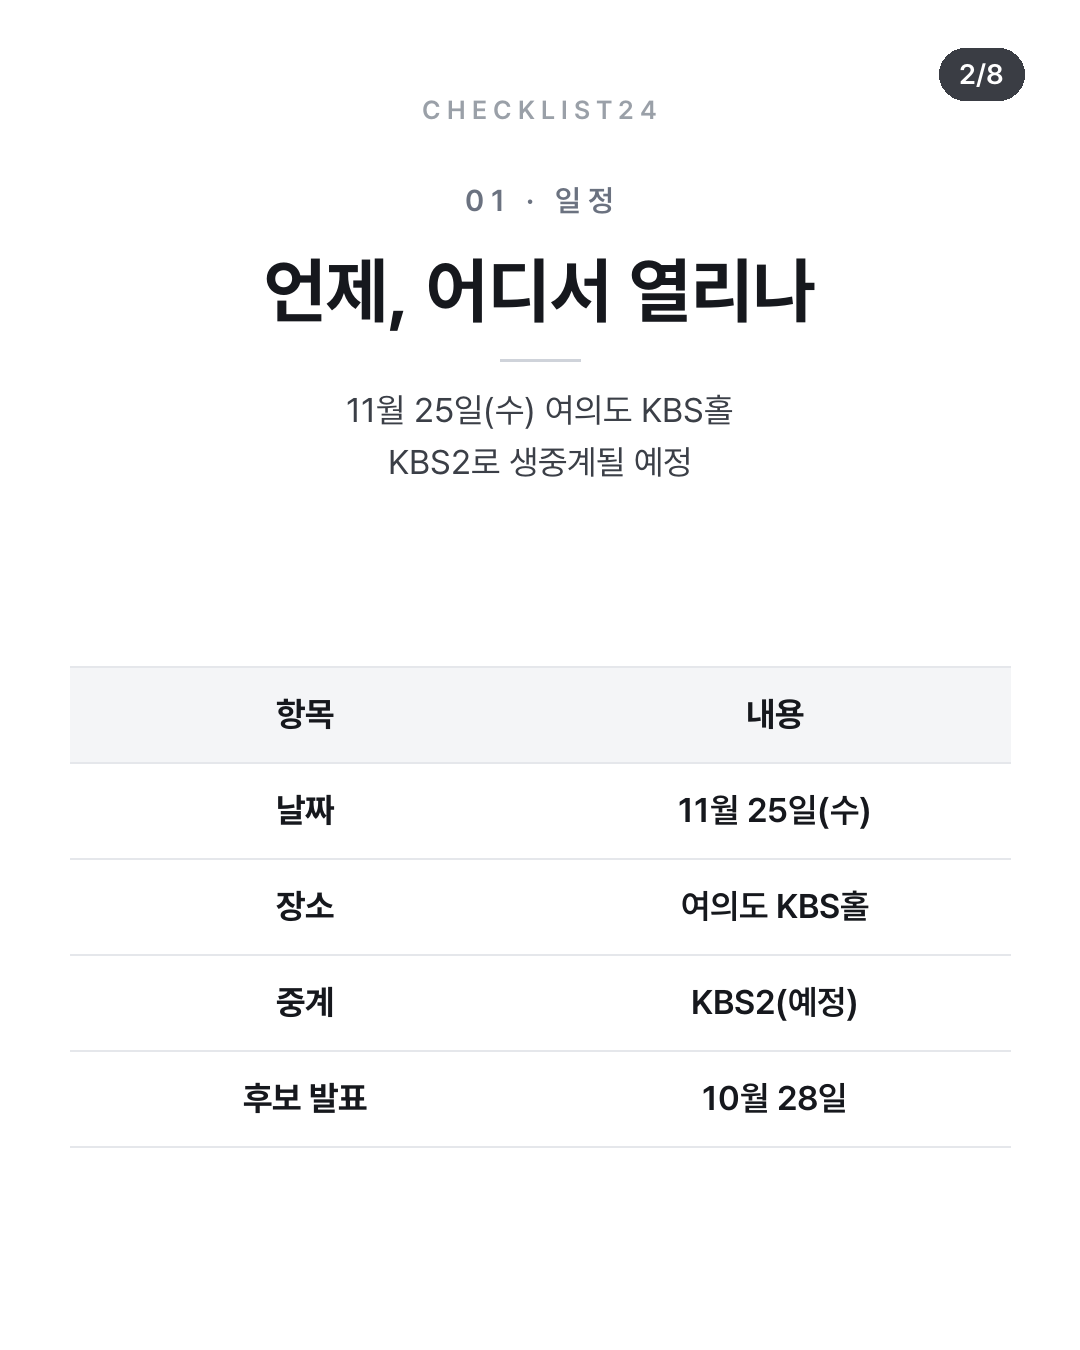 2/8
CHECKLIST24
01 · 일정
언제, 어디서 열리나
11월 25일(수) 여의도 KBS홀
KBS2로 생중계될 예정
항목 내용
날짜 11월 25일(수)
장소 여의도 KBS홀
중계 KBS2(예정)
후보 발표 10월 28일